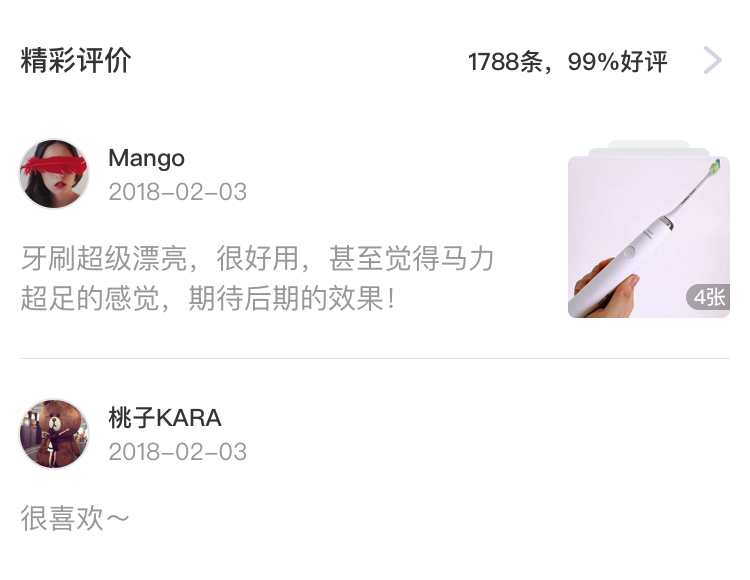 精彩评价
1788条，99%好评
Mango
2018-02-03
牙刷超级漂亮，很好用，甚至觉得马力
超足的感觉，期待后期的效果！
4张
桃子KARA
2018-02-03
很喜欢～